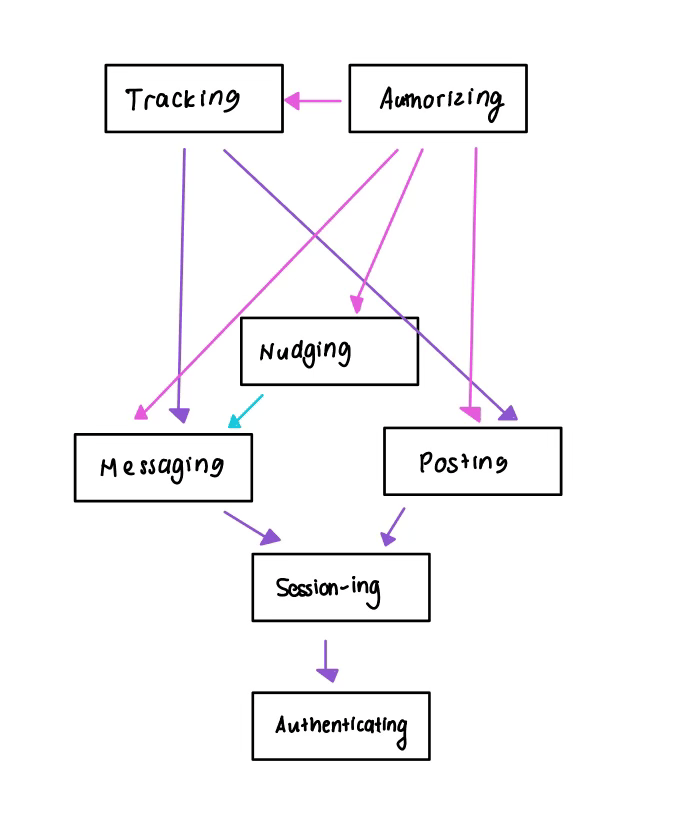 Tracking
Authorizing
Nudging
Messaging
Posting
Session-ing
Authenticating